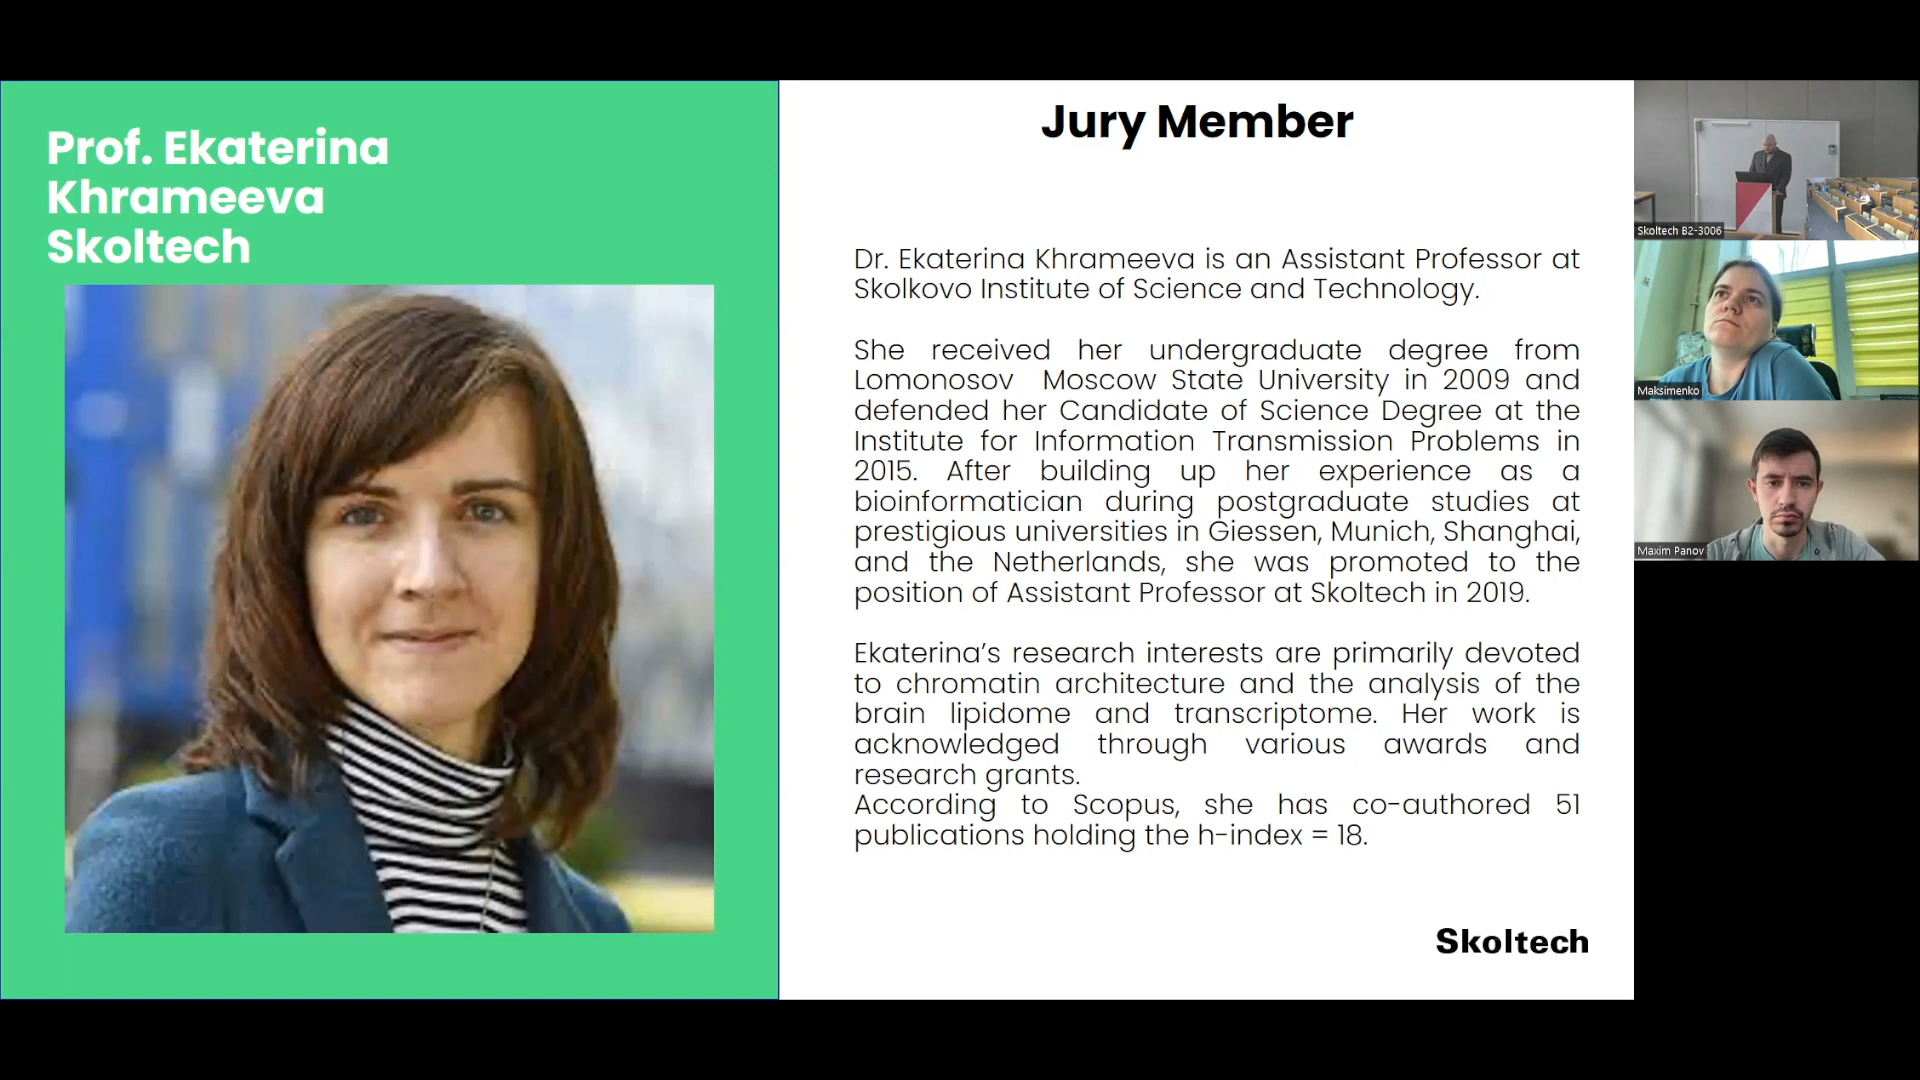 Prof. Ekaterina
Khrameeva
Skoltech
Jury Member
Dr. Ekaterina Khrameeva is an Assistant Professor at
Skolkovo Institute of Science and Technology.
She received her undergraduate degree from
Lomonosov Moscow State University in 2009 and
defended her Candidate of Science Degree at the
Institute for Information Transmission Problems in
2015. After building up her experience as a
bioinformatician during postgraduate studies at
prestigious universities in Giessen, Munich, Shanghai,
and the Netherlands, she was promoted to the
position of Assistant Professor at Skoltech in 2019.
Ekaterina’s research interests are primarily devoted
to chromatin architecture and the analysis of the
brain lipidome and transcriptome. Her work is
acknowledged through various awards and
research grants.
According to Scopus, she has co-authored 51
publications holding the h-index = 18.
Skoltech
Skoltech B2-3006
Maksimenko
Maxim Panov